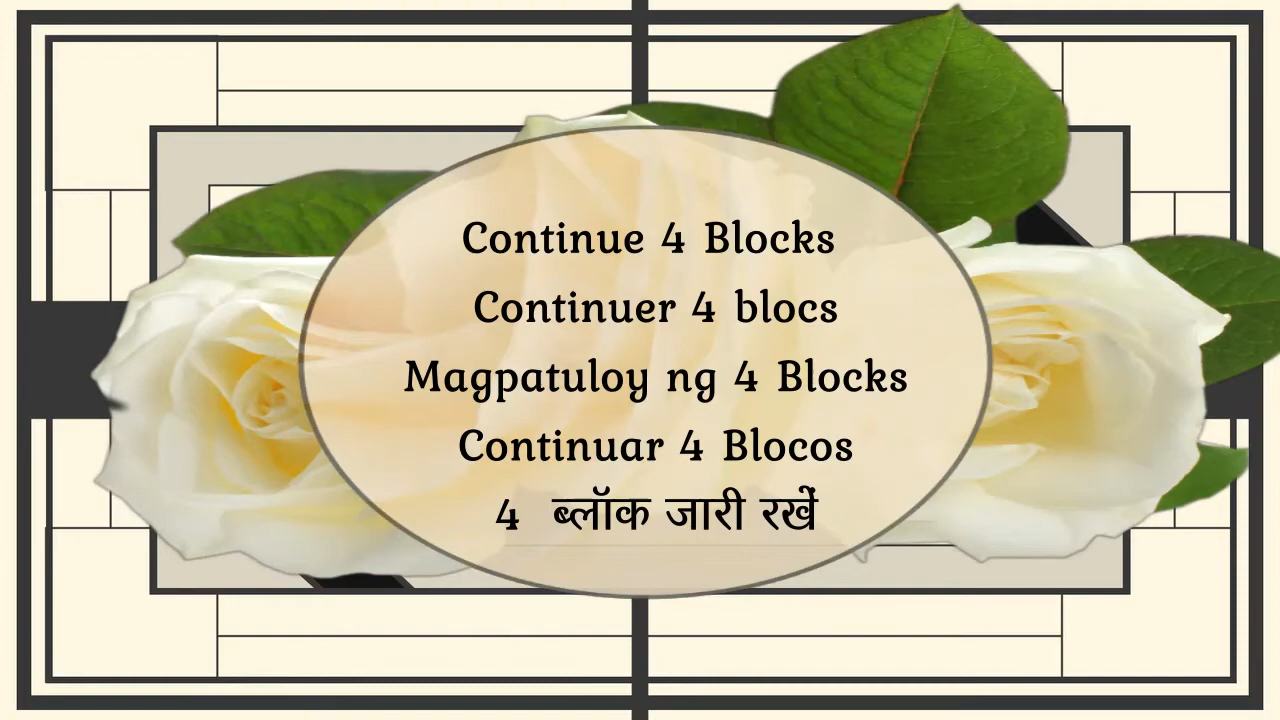 Continue 4 Blocks
Continuer 4 blocs
Magpatuloy ng 4 Blocks
Continuar 4 Blocos
4 ब्लॉक जारी रखें